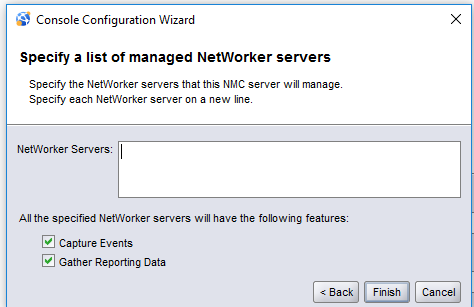 Console Configuration Wizard
Specify a list of managed NetWorker servers
Specify the NetWorker servers that this NMC server will manage.
Specify each NetWorker server on a new line.
NetWorker Servers:
All the specified NetWorker servers will have the following features:
Capture Events
Gather Reporting Data
< Back Finish Cancel